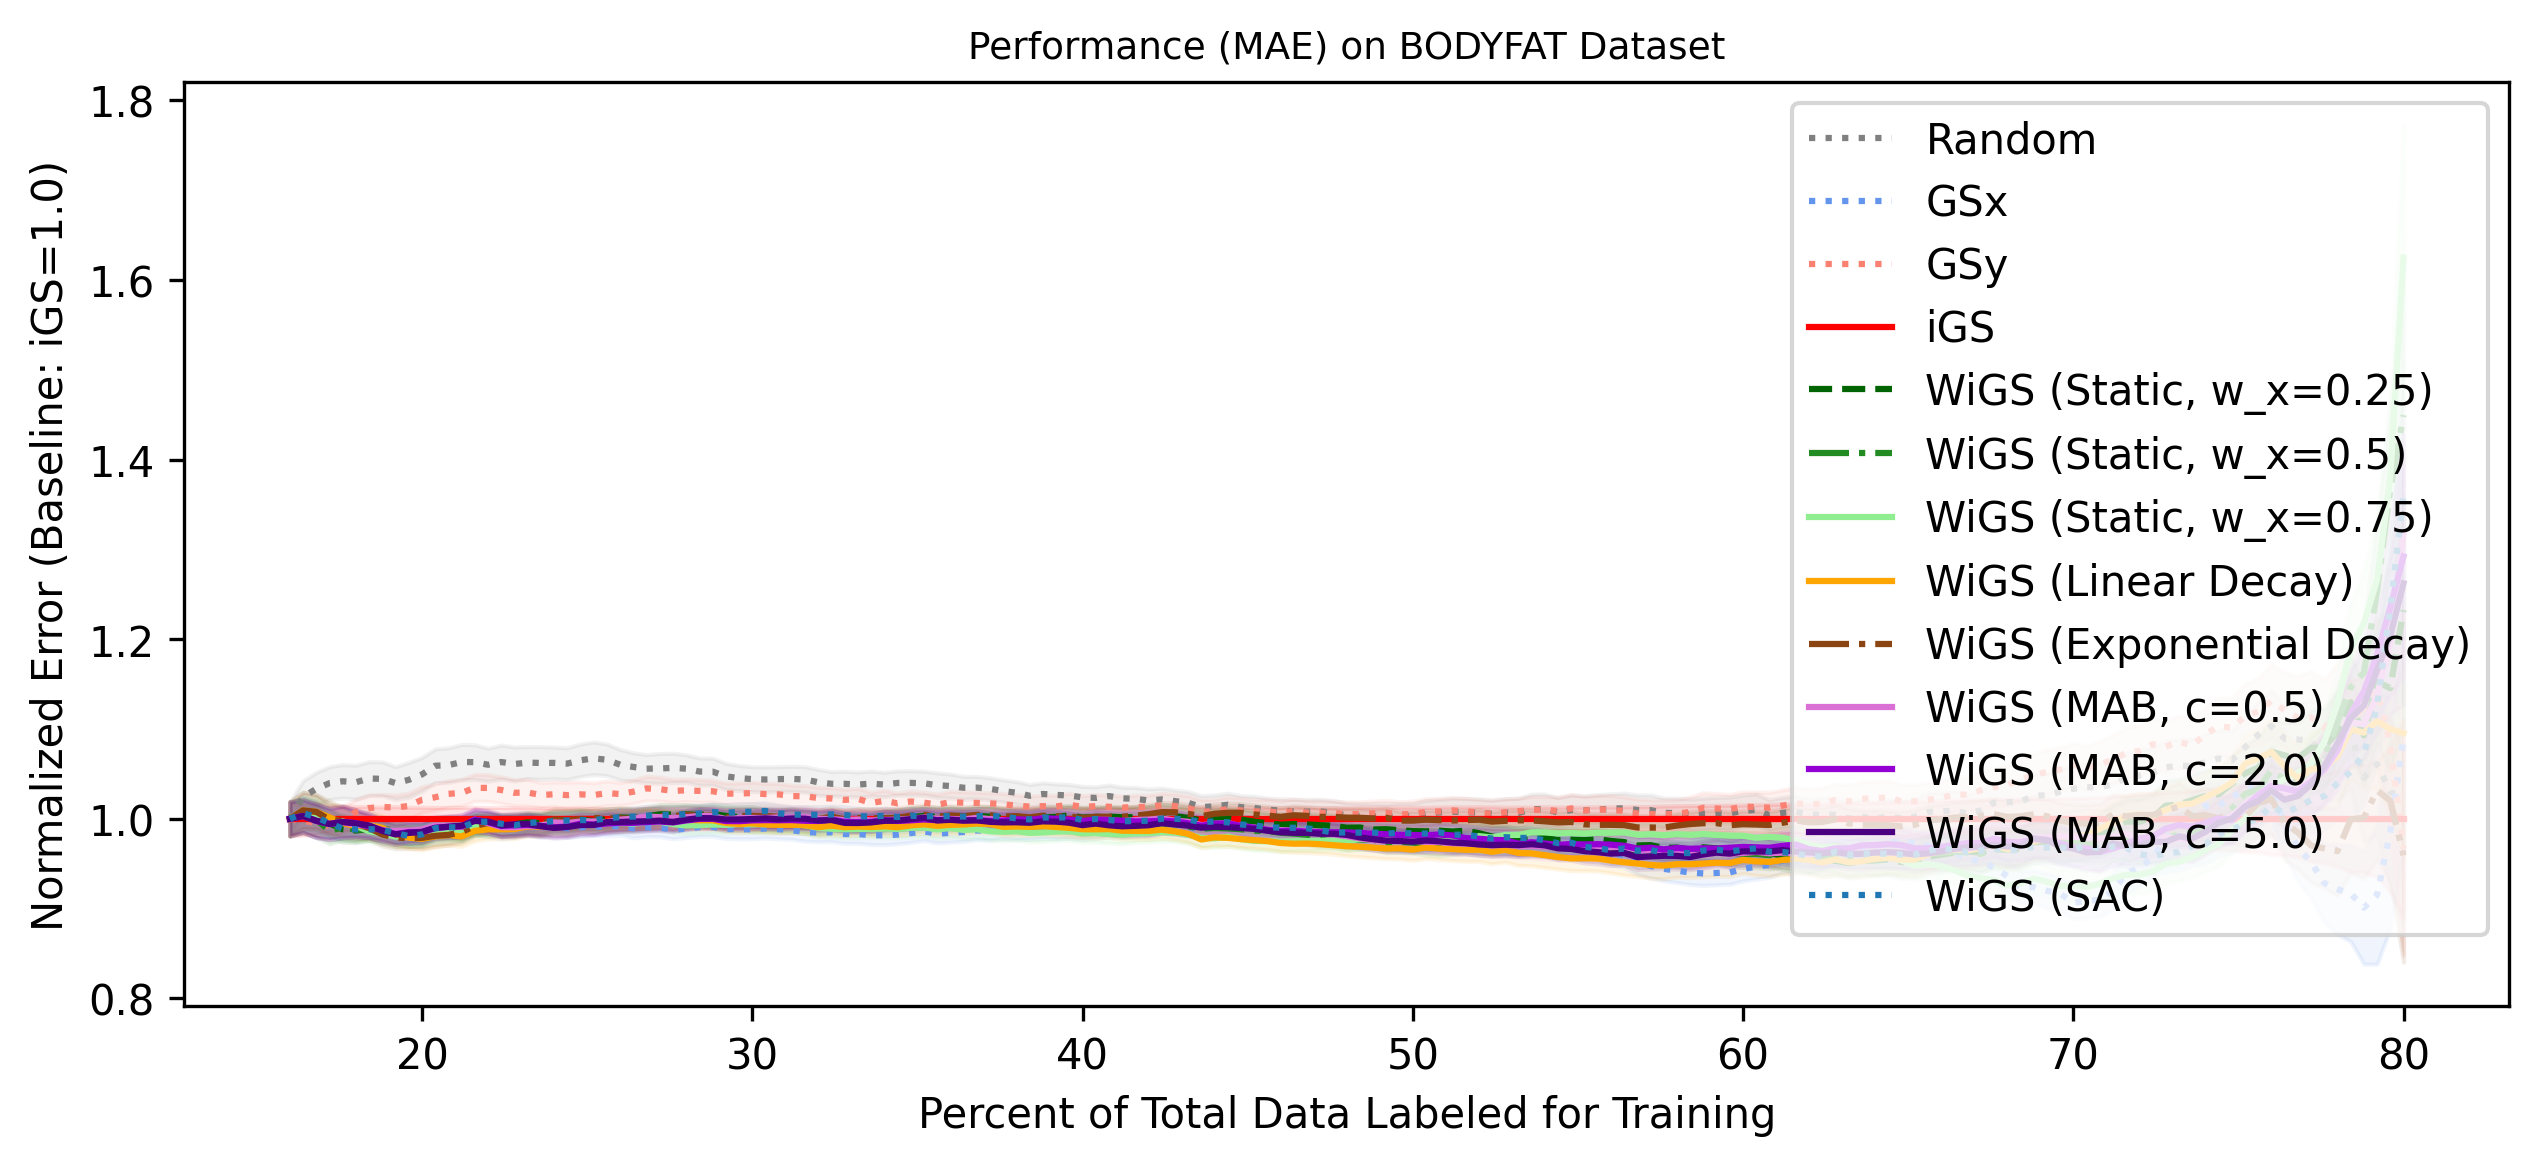 Performance (MAE) on BODYFAT Dataset
Normalized Error (Baseline: iGS=1.0)
1.8
1.6
1.4
1.2
1.0
0.8
Random
GSx
GSy
iGS
WiGS (Static, w_x=0.25)
WiGS (Static, w_x=0.5)
WiGS (Static, w_x=0.75)
WiGS (Linear Decay)
WiGS (Exponential Decay)
WiGS (MAB, c=0.5)
WiGS (MAB, c=2.0)
WiGS (MAB, c=5.0)
WiGS (SAC)
20 30 40 50 60 70 80
Percent of Total Data Labeled for Training